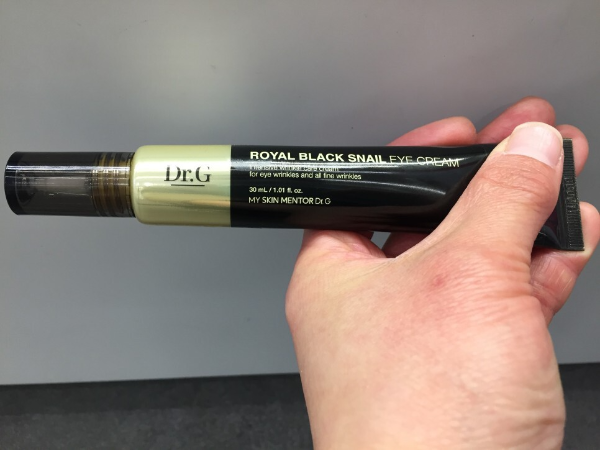 Dr.G
ROYAL BLACK SNAIL EYE CREAM
for eye wrinkles and all fine wrinkles
30 mL / 1.01 fl. oz.
MY SKIN MENTOR Dr.G